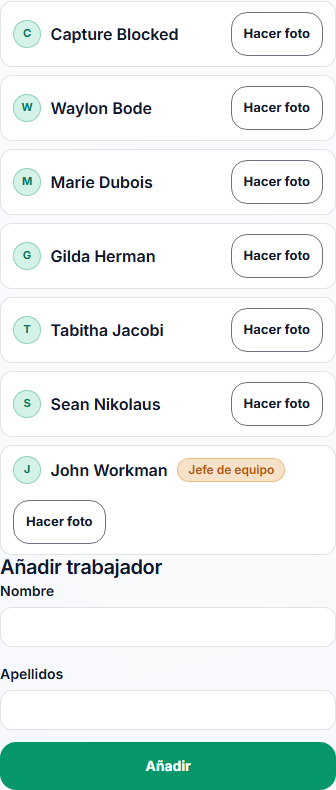 C Capture Blocked Hacer foto
W Waylon Bode Hacer foto
M Marie Dubois Hacer foto
G Gilda Herman Hacer foto
T Tabitha Jacobi Hacer foto
S Sean Nikolaus Hacer foto
J John Workman Jefe de equipo
Hacer foto
Añadir trabajador
Nombre
Apellidos
Añadir